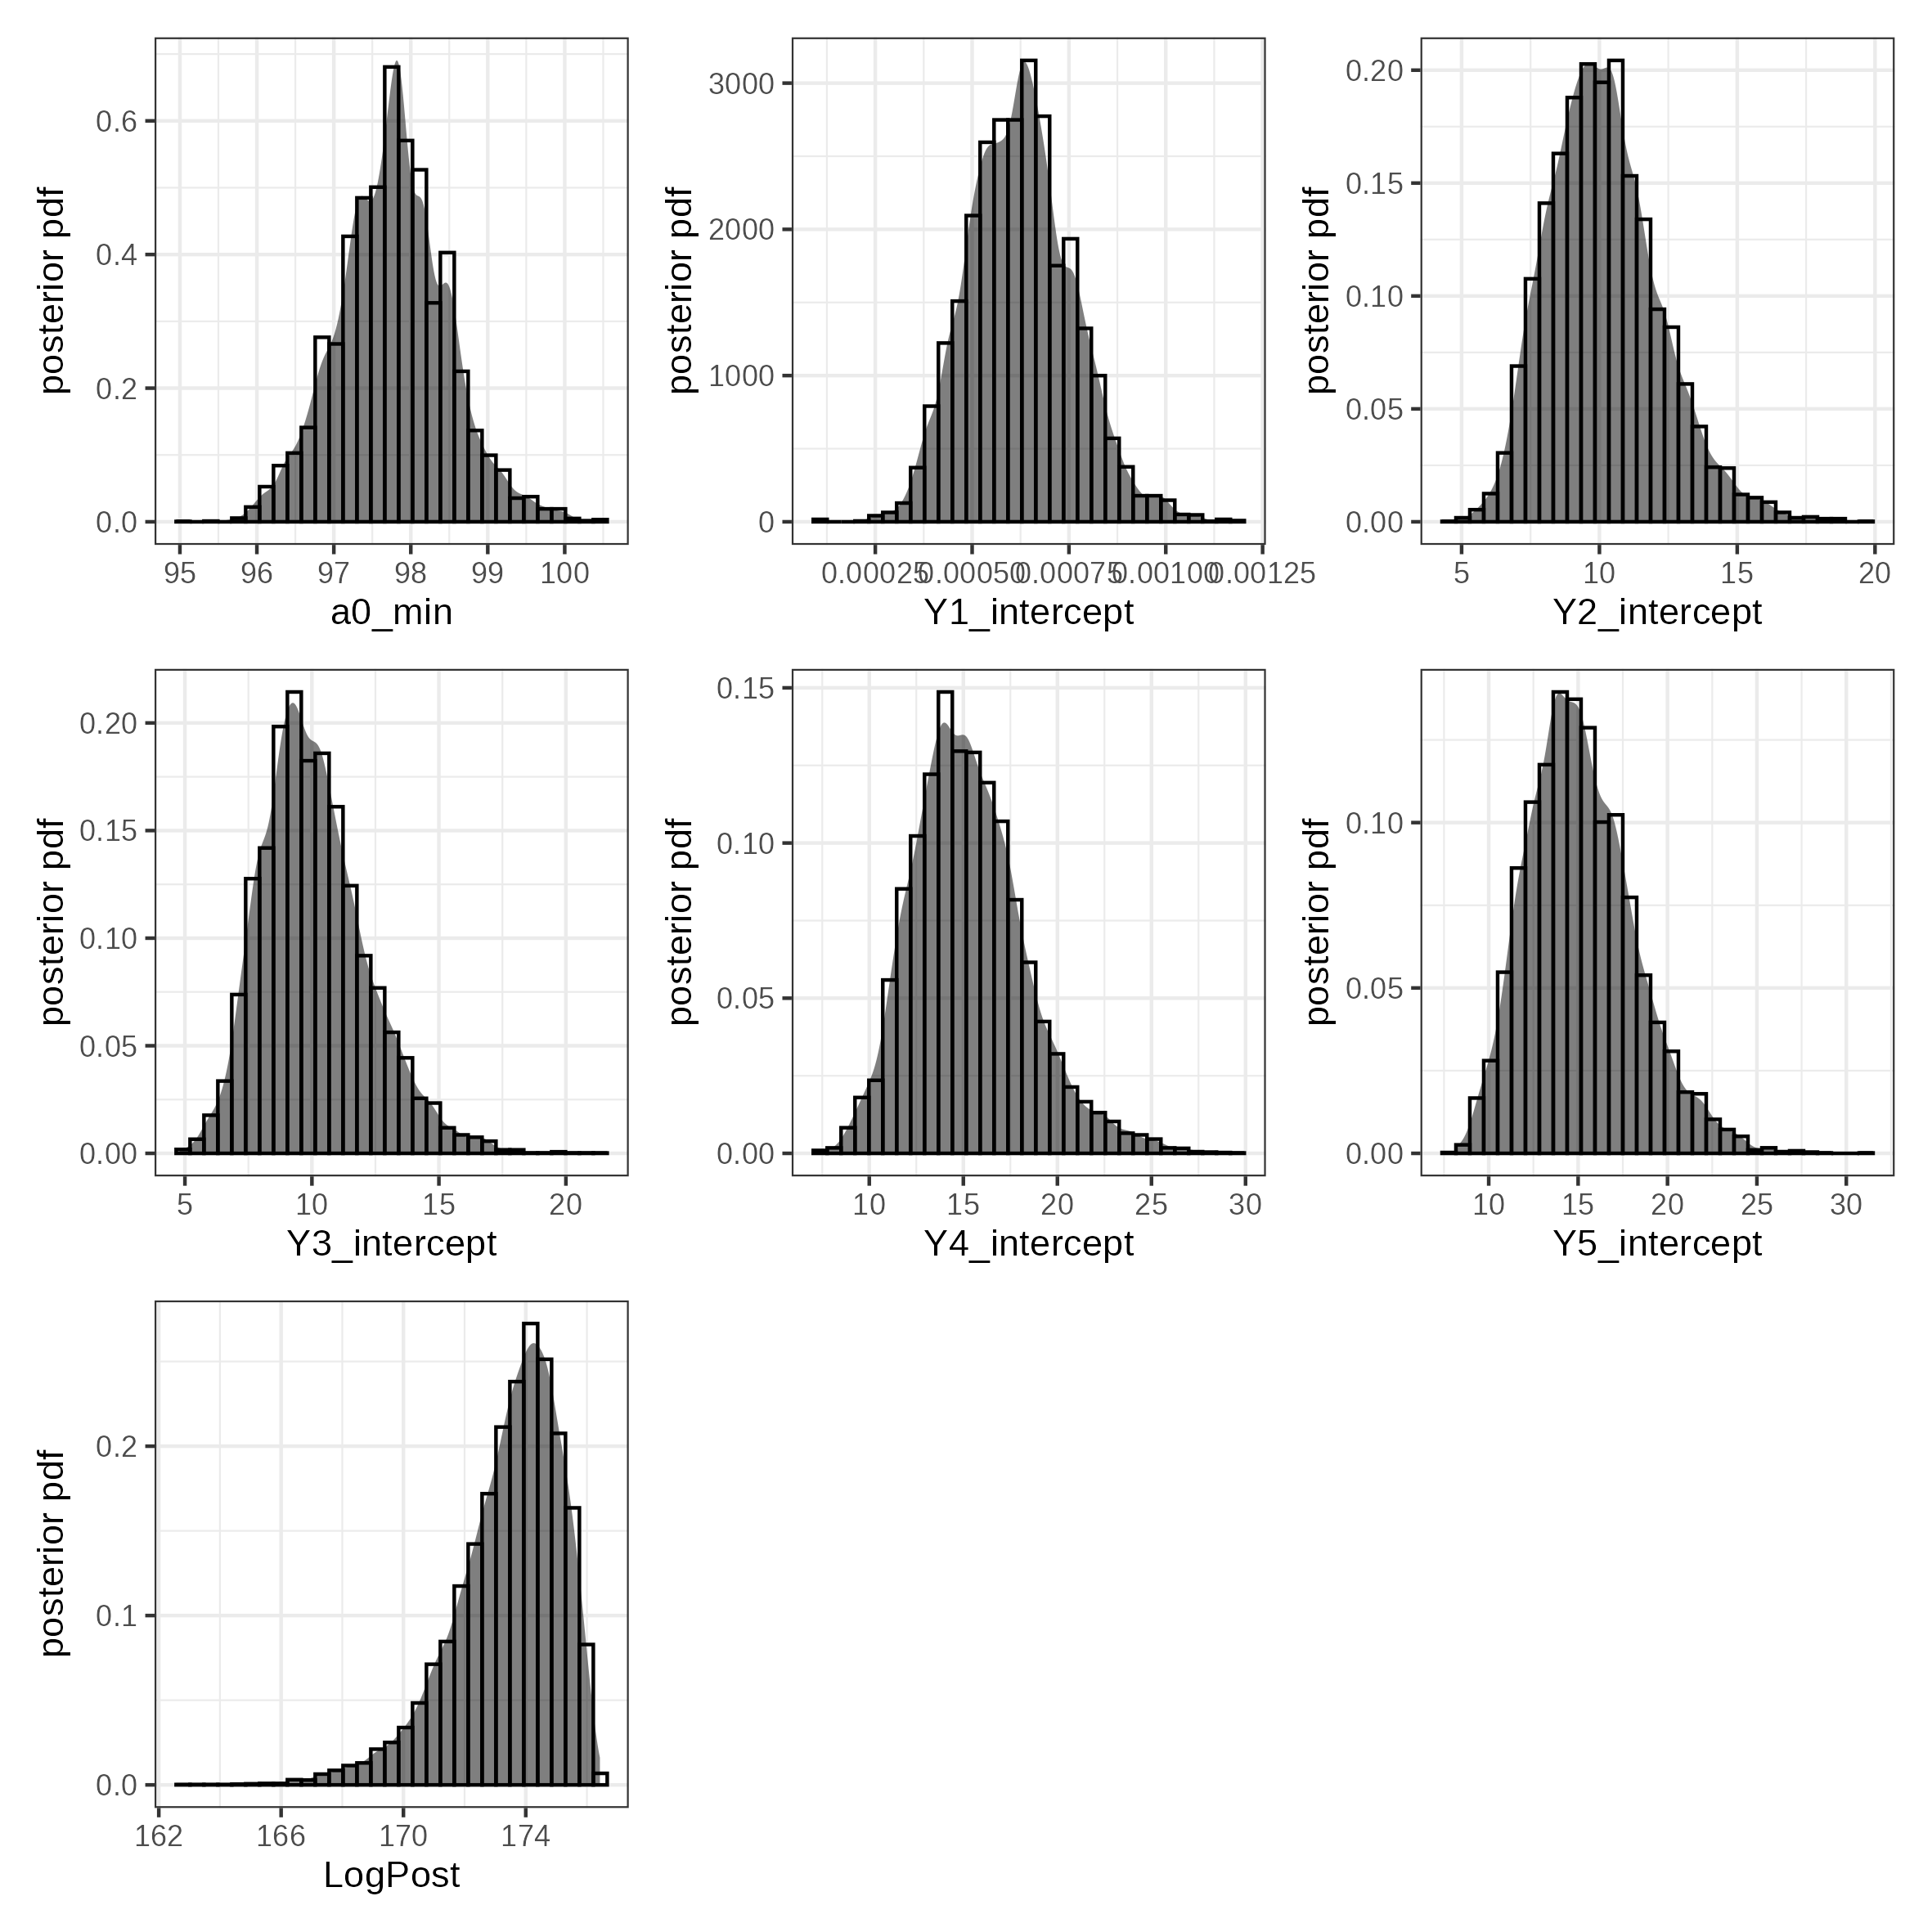 posterior pdf
0.6
0.4
0.2
0.0
95 96 97 98 99 100
a0_min
posterior pdf
3000
2000
1000
0
0.00025 0.00050 0.00075 0.00100 0.00125
Y1_intercept
posterior pdf
0.20
0.15
0.10
0.05
0.00
5 10 15 20
Y2_intercept
posterior pdf
0.20
0.15
0.10
0.05
0.00
5 10 15 20
Y3_intercept
posterior pdf
0.15
0.10
0.05
0.00
10 15 20 25 30
Y4_intercept
posterior pdf
0.10
0.05
0.00
10 15 20 25 30
Y5_intercept
posterior pdf
0.2
0.1
0.0
162 166 170 174
LogPost